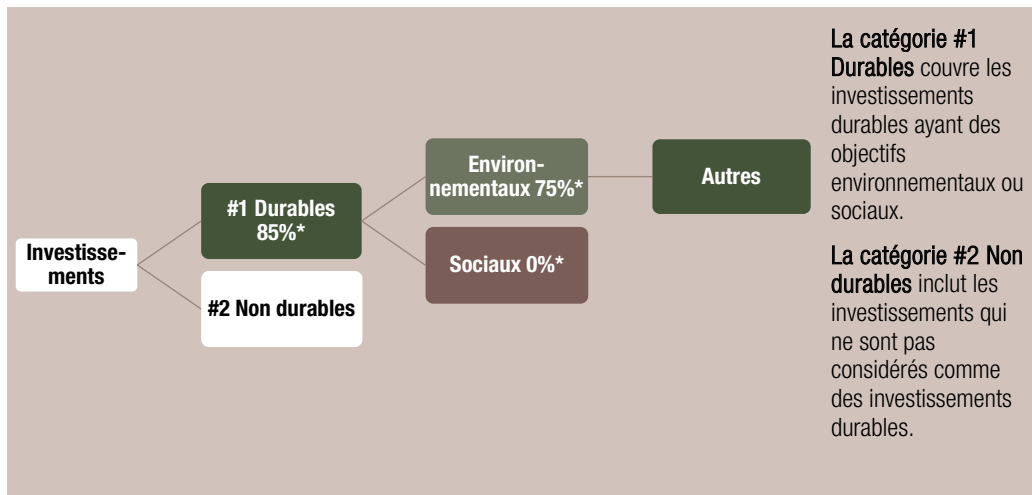 Investisse-
ments
#1 Durables
85%*
#2 Non durables
Environ-
nementaux 75%*
Sociaux 0%*
Autres
La catégorie #1
Durables couvre les
investissements
durables ayant des
objectifs
environnementaux ou
sociaux.
La catégorie #2 Non
durables inclut les
investissements qui
ne sont pas
considérés comme
des investissements
durables.